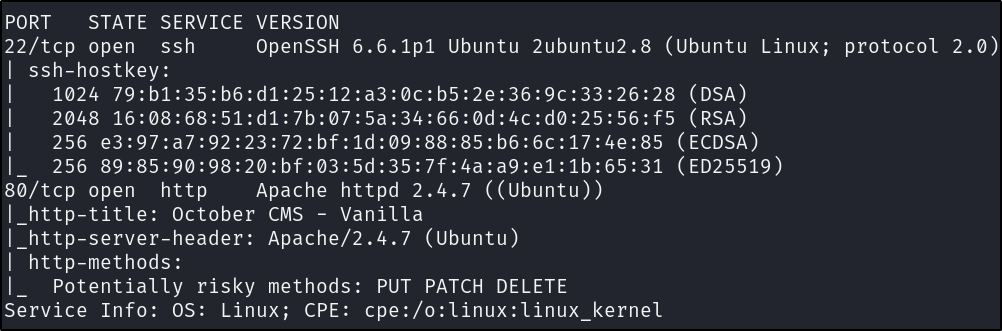 PORT   STATE SERVICE VERSION
22/tcp open  ssh     OpenSSH 6.6.1p1 Ubuntu 2ubuntu2.8 (Ubuntu Linux; protocol 2.0)
| ssh-hostkey:
|   1024 79:b1:35:b6:d1:25:12:a3:0c:b5:2e:36:9c:33:26:28 (DSA)
|   2048 16:08:68:51:d1:7b:07:5a:34:66:0d:4c:d0:25:56:f5 (RSA)
|   256 e3:97:a7:92:23:72:bf:1d:09:88:85:b6:6c:17:4e:85 (ECDSA)
|_  256 89:85:90:98:20:bf:03:5d:35:7f:4a:a9:e1:1b:65:31 (ED25519)
80/tcp open  http    Apache httpd 2.4.7 ((Ubuntu))
|_http-title: October CMS - Vanilla
|_http-server-header: Apache/2.4.7 (Ubuntu)
| http-methods:
|_  Potentially risky methods: PUT PATCH DELETE
Service Info: OS: Linux; CPE: cpe:/o:linux:linux_kernel